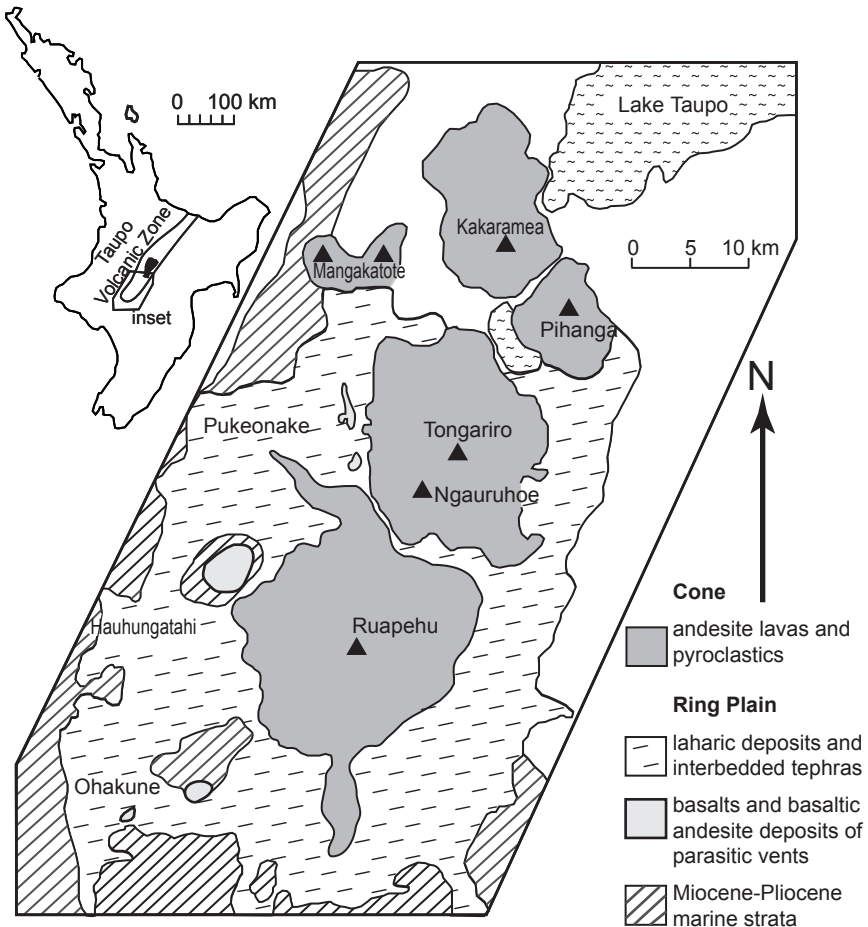 0 100 km
Taupo
Volcanic Zone
inset
Lake Taupo
Kakaramea
0 5 10 km
Mangakatote
Pihanga
N
Pukeonake
Tongariro
Ngauruhoe
Hauhungatahi
Ruapehu
Ohakune
Cone
andesite lavas and
pyroclastics
Ring Plain
laharic deposits and
interbedded tephras
basalts and basaltic
andesite deposits of
parasitic vents
Miocene-Pliocene
marine strata